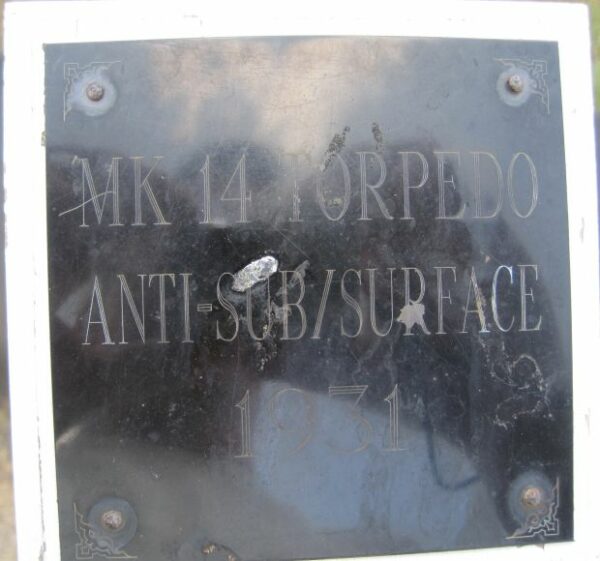 MK 14 TORPEDO
ANTI-SUB/SURFACE
1931